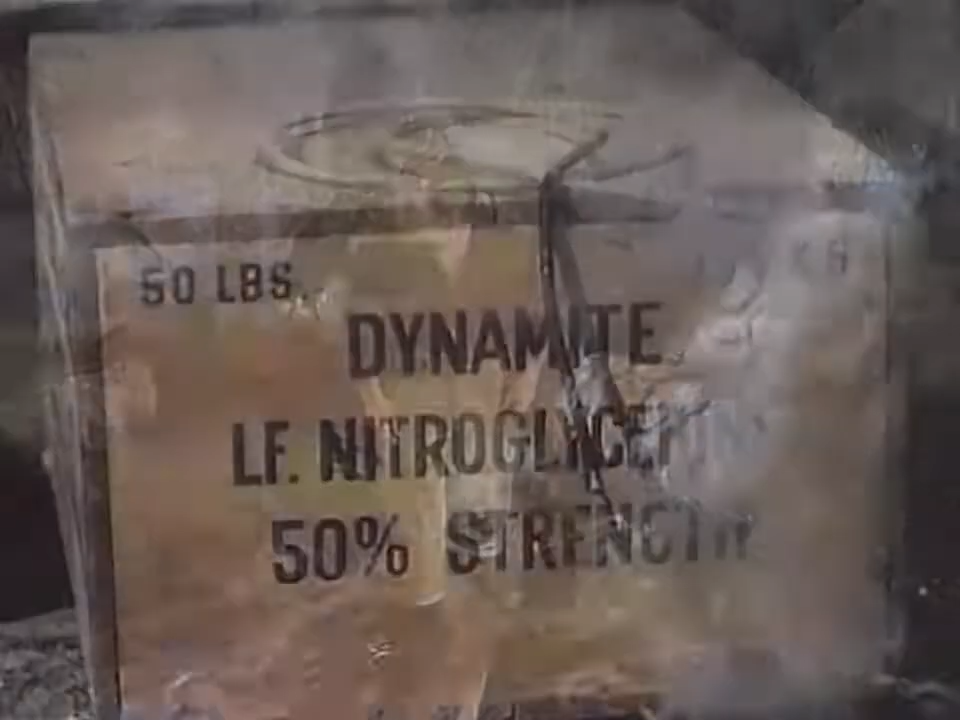 50 LBS.
DYNAMITE
LF. NITROGLYCERIN
50% STRENGTH